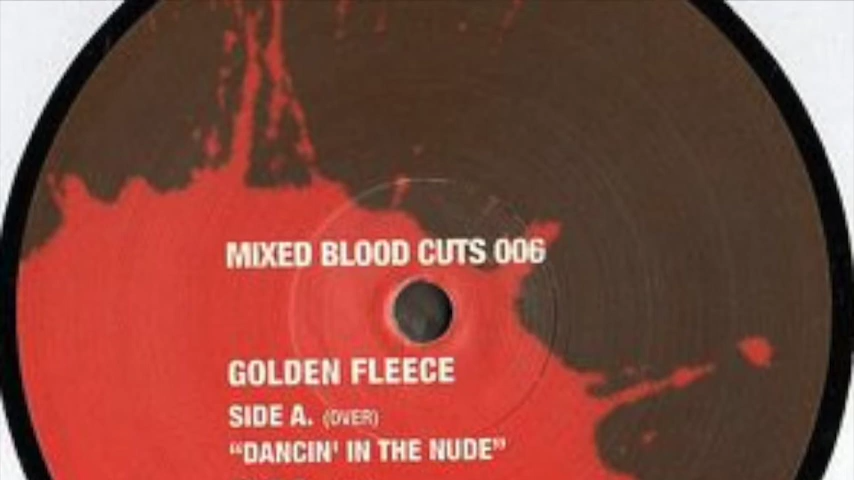 MIXED BLOOD CUTS 006
GOLDEN FLEECE
SIDE A. (OVER)
“DANCIN' IN THE NUDE”